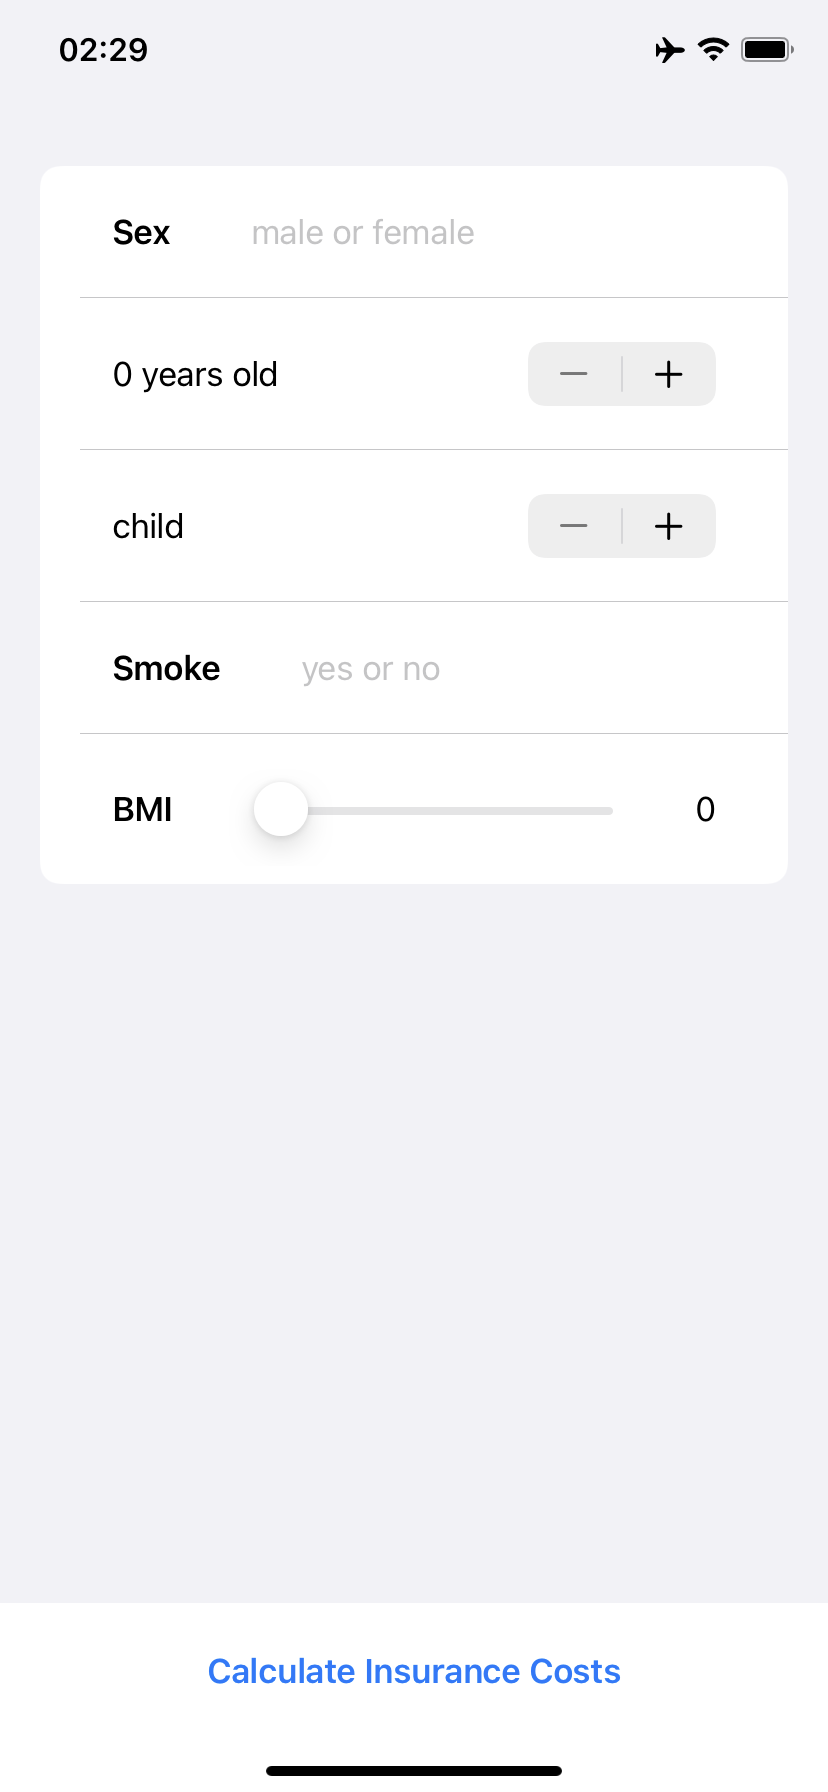 02:29
Sex male or female
0 years old
child
Smoke yes or no
BMI 0
Calculate Insurance Costs